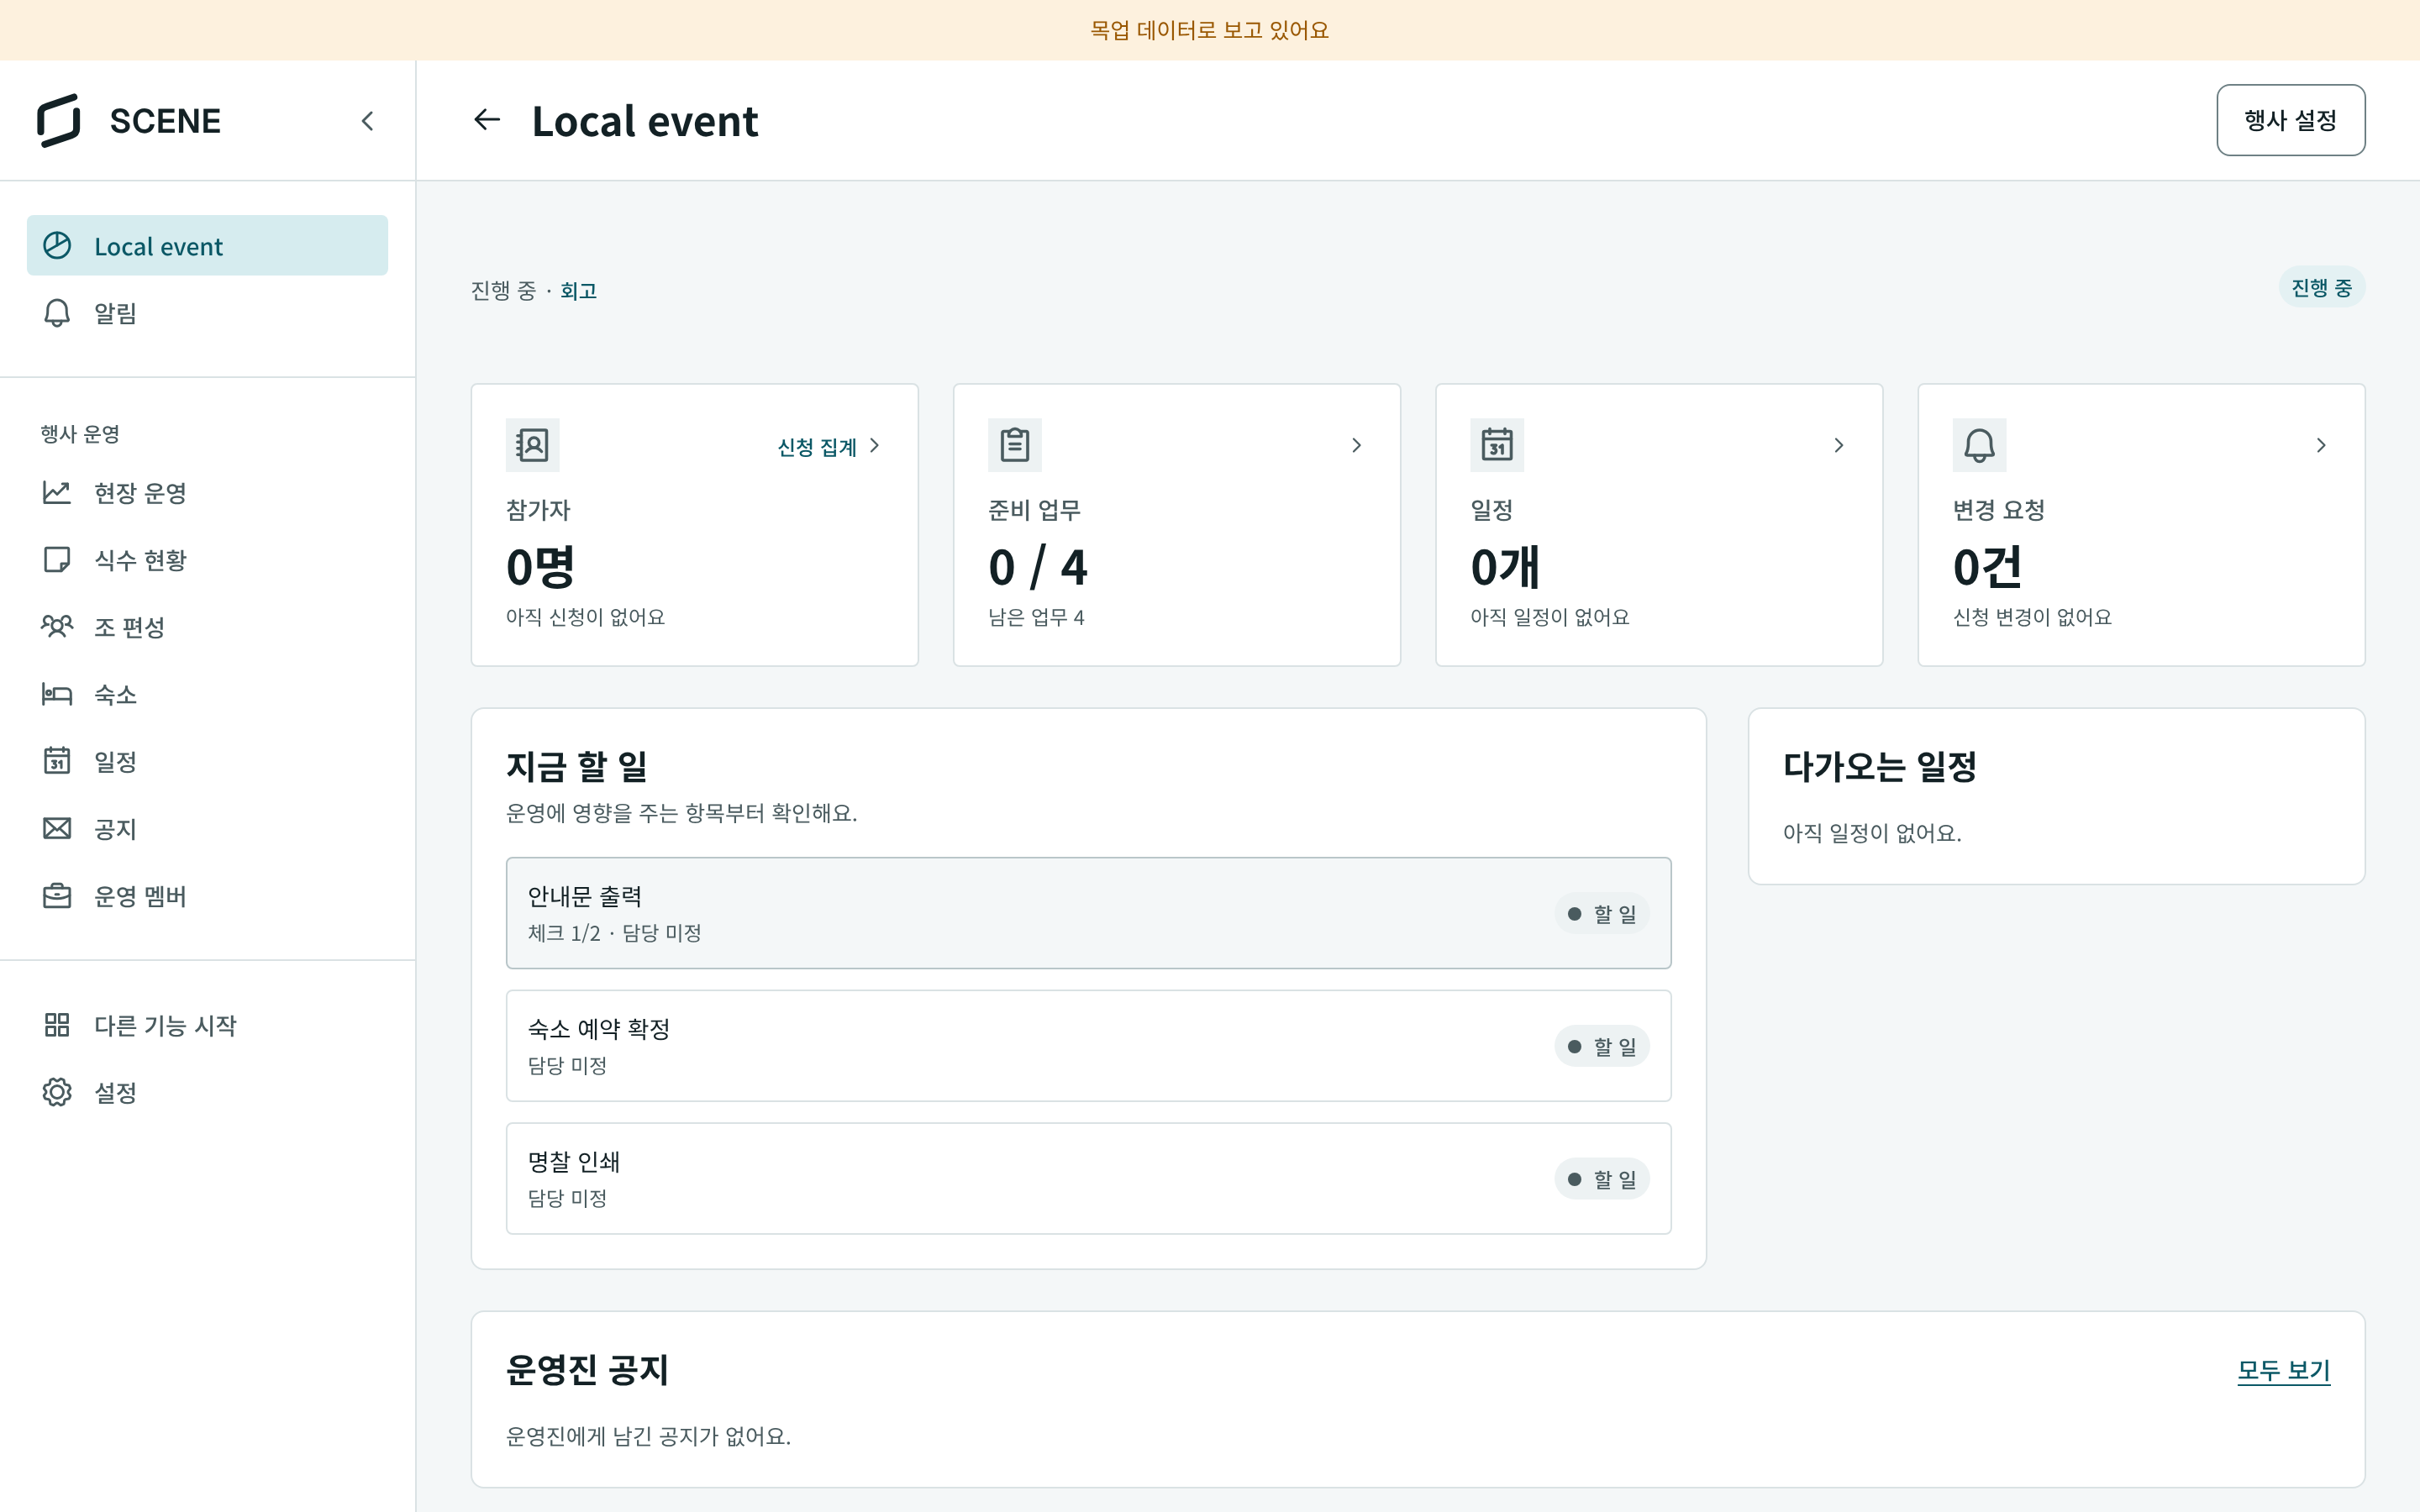 목업 데이터로 보고 있어요
SCENE
Local event
행사 설정
Local event
알림
행사 운영
현장 운영
식수 현황
조 편성
숙소
31
일정
공지
운영 멤버
다른 기능 시작
설정
진행 중 · 회고
진행 중
신청 집계
참가자
0명
아직 신청이 없어요
준비 업무
0 / 4
남은 업무 4
31
일정
0개
아직 일정이 없어요
변경 요청
0건
신청 변경이 없어요
지금 할 일
운영에 영향을 주는 항목부터 확인해요.
안내문 출력
체크 1/2 · 담당 미정
할 일
숙소 예약 확정
담당 미정
할 일
명찰 인쇄
담당 미정
할 일
다가오는 일정
아직 일정이 없어요.
운영진 공지
모두 보기
운영진에게 남긴 공지가 없어요.